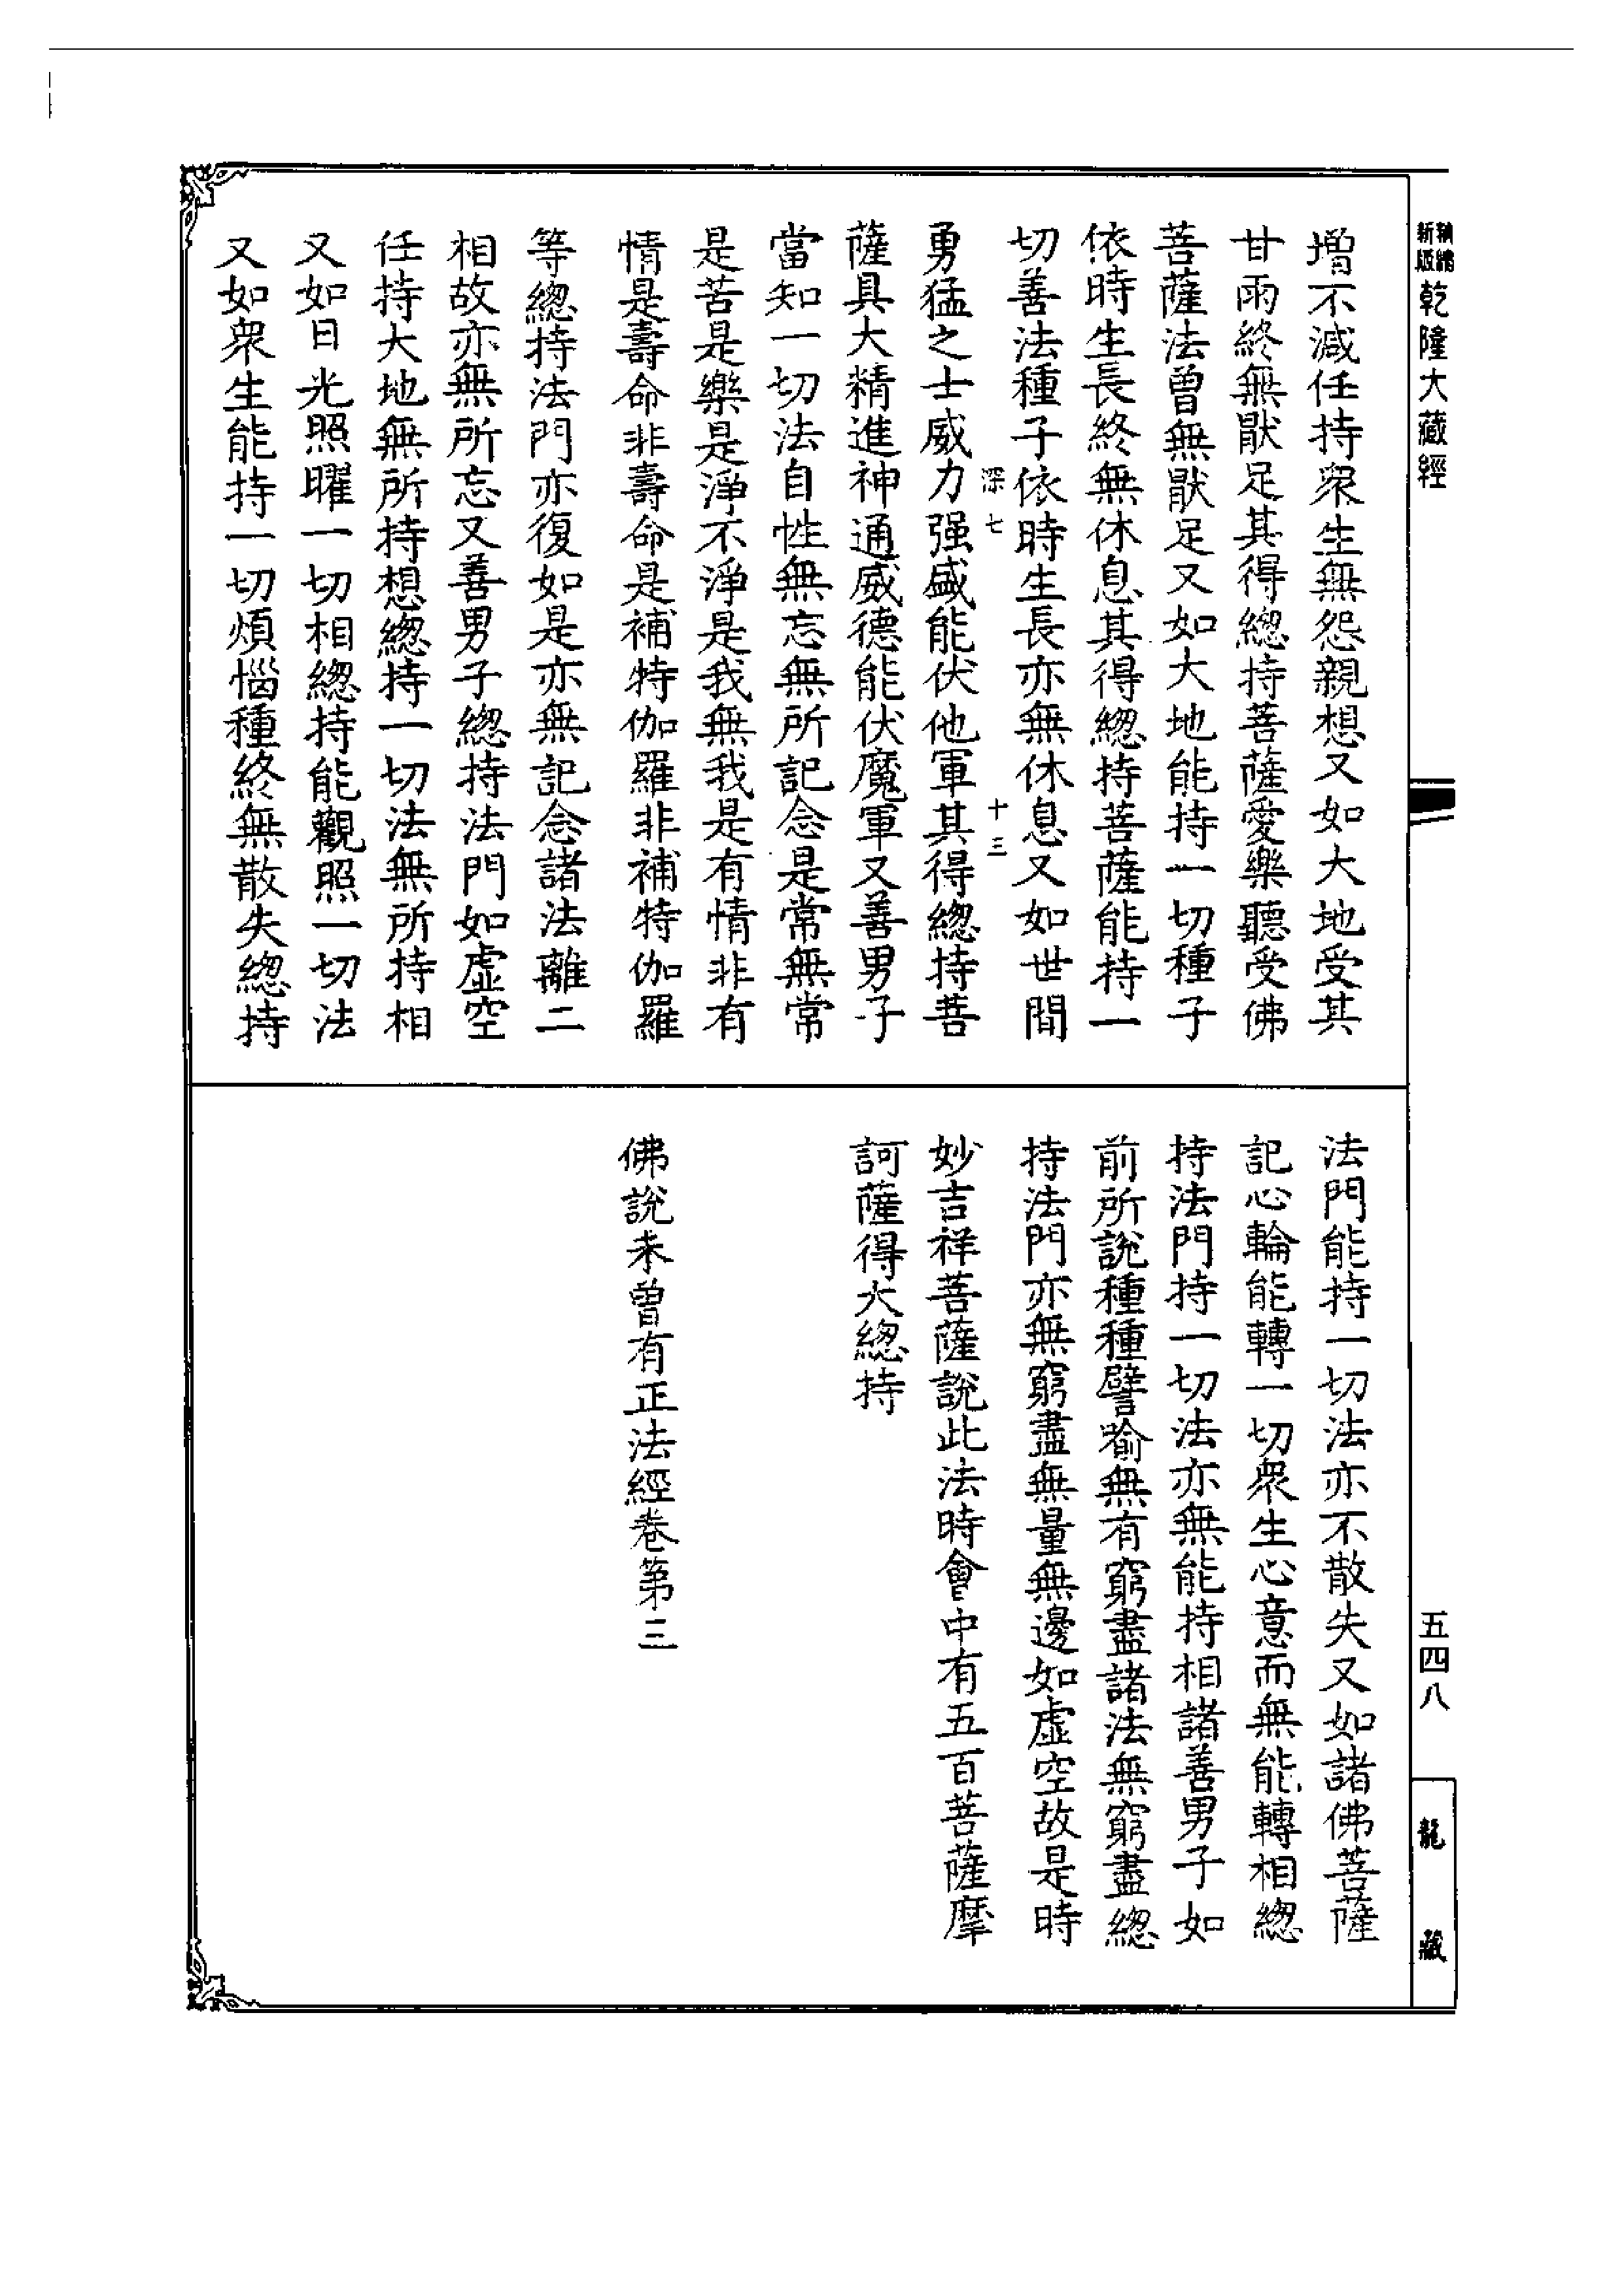 新版
精縮
乾隆大藏經
增不減任持衆生無怨親想又如大地受其
甘雨終無厭足其得緫持菩薩愛樂聽受佛
菩薩法曾無厭足又如大地能持一切種子
依時生長終無休息其得緫持菩薩能持一
切善法種子依時生長亦無休息又如世間
深七
十三
勇猛之士威力强盛能伏他軍其得緫持菩
薩具大精進神通威德能伏魔軍又善男子
當知一切法自性無忘無所記念是常無常
是苦是樂是淨不淨是我無我是有情非有
情是壽命非壽命是補特伽羅非補特伽羅
等緫持法門亦復如是亦無記念諸法離二
相故亦無所忘又善男子緫持法門如虛空
任持大地無所持想緫持一切法無所持相
又如日光照曜一切相緫持能觀照一切法
又如衆生能持一切煩惱種終無散失緫持
法門能持一切法亦不散失又如諸佛菩薩
記心輪能轉一切衆生心意而無能轉相緫
持法門持一切法亦無能持相諸善男子如
前所說種種譬喻無有窮盡諸法無窮盡緫
持法門亦無窮盡無量無邊如虛空故是時
妙吉祥菩薩說此法時會中有五百菩薩摩
訶薩得大緫持
佛說未曾有正法經卷第三
五四八
龍藏